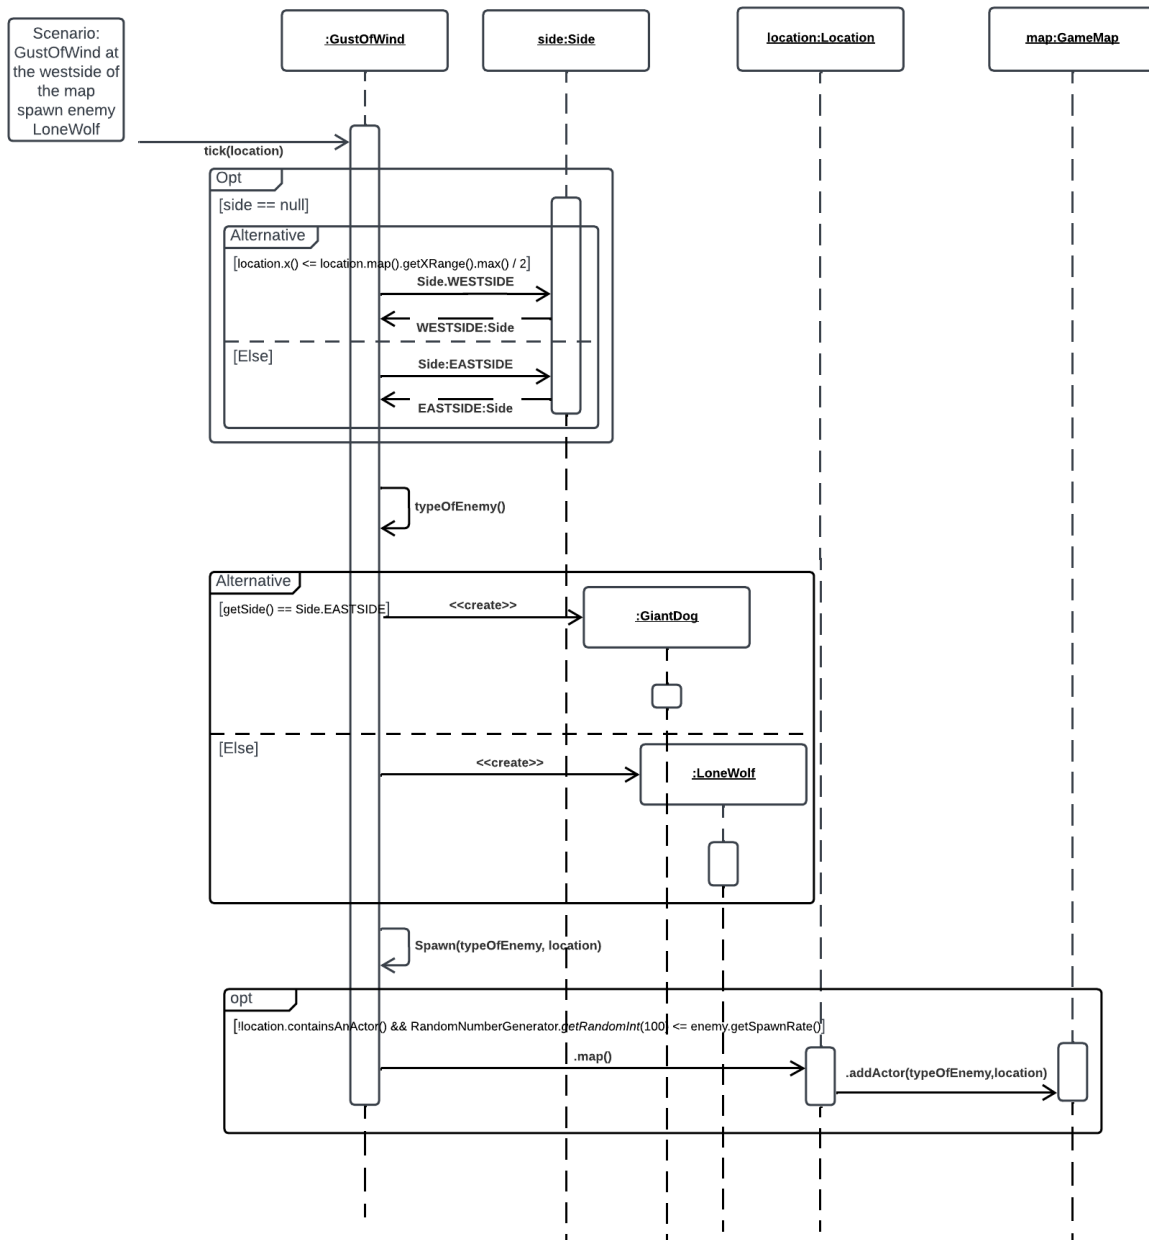 Scenario:
GustOfWind at
the westside of
the map
spawn enemy
LoneWolf
:GustOfWind
side:Side
location:Location
map:GameMap
tick(location)
Opt
[side == null]
Alternative
[location.x() <= location.map().getXRange().max() / 2]
Side.WESTSIDE
WESTSIDE:Side
[Else]
Side:EASTSIDE
EASTSIDE:Side
typeOfEnemy()
Alternative
[getSide() == Side.EASTSIDE]
<<create>>
:GiantDog
[Else]
<<create>>
:LoneWolf
Spawn(typeOfEnemy, location)
opt
[!location.containsAnActor() && RandomNumberGenerator.getRandomInt(100) <= enemy.getSpawnRate()]
.map()
.addActor(typeOfEnemy,location)